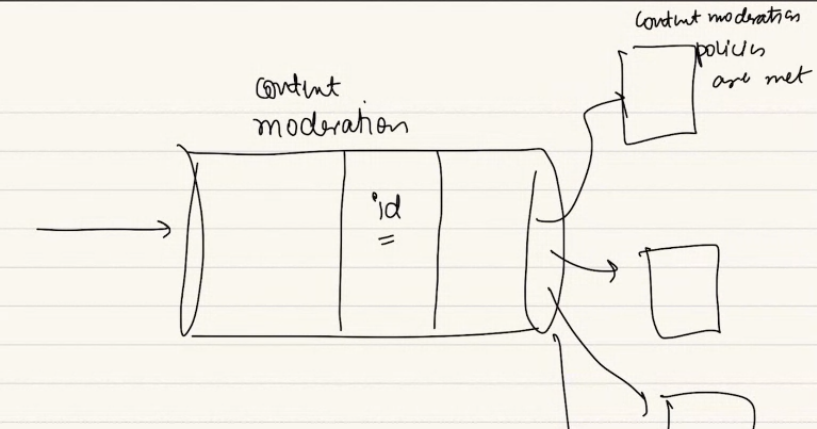 content moderation
policies
are met
content
moderation
id